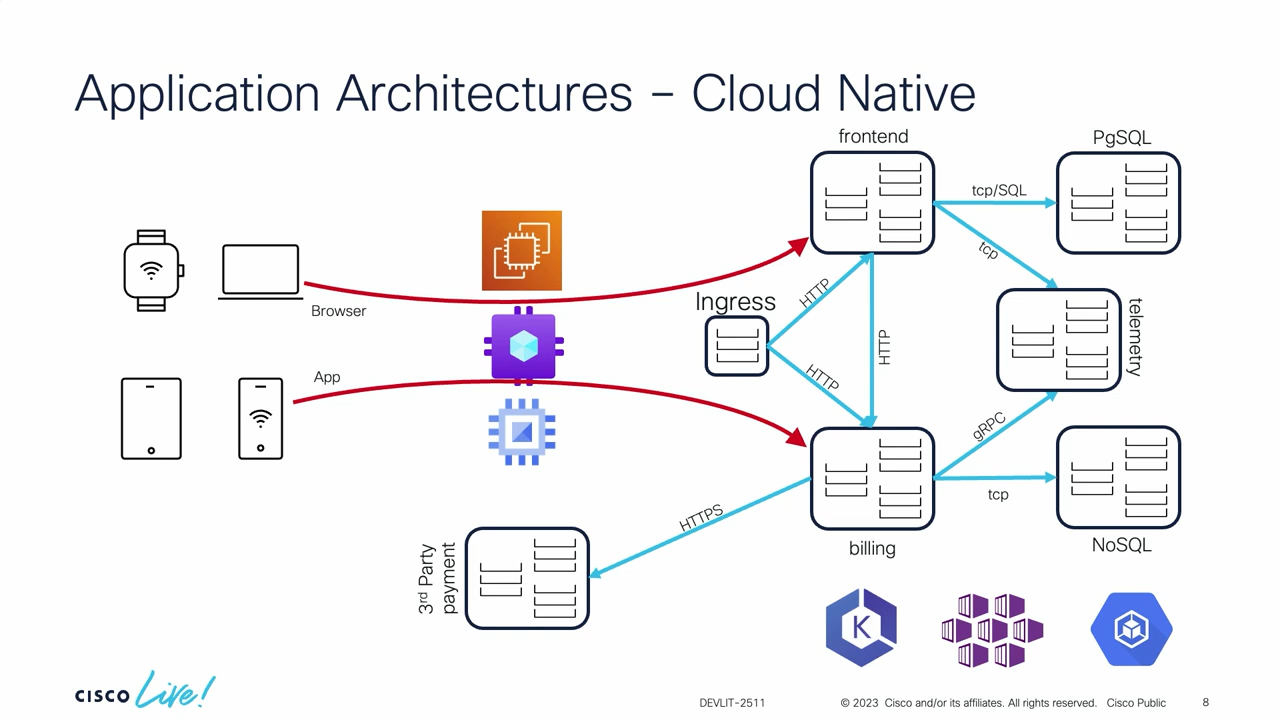 Application Architectures – Cloud Native
frontend
PgSQL
tcp/SQL
tcp
Ingress
Browser
HTTP
HTTP
HTTP
telemetry
App
gRPC
tcp
HTTPS
billing
NoSQL
3rd Party
payment
K
CISCO Live!
DEVLIT-2511
© 2023 Cisco and/or its affiliates. All rights reserved. Cisco Public
8